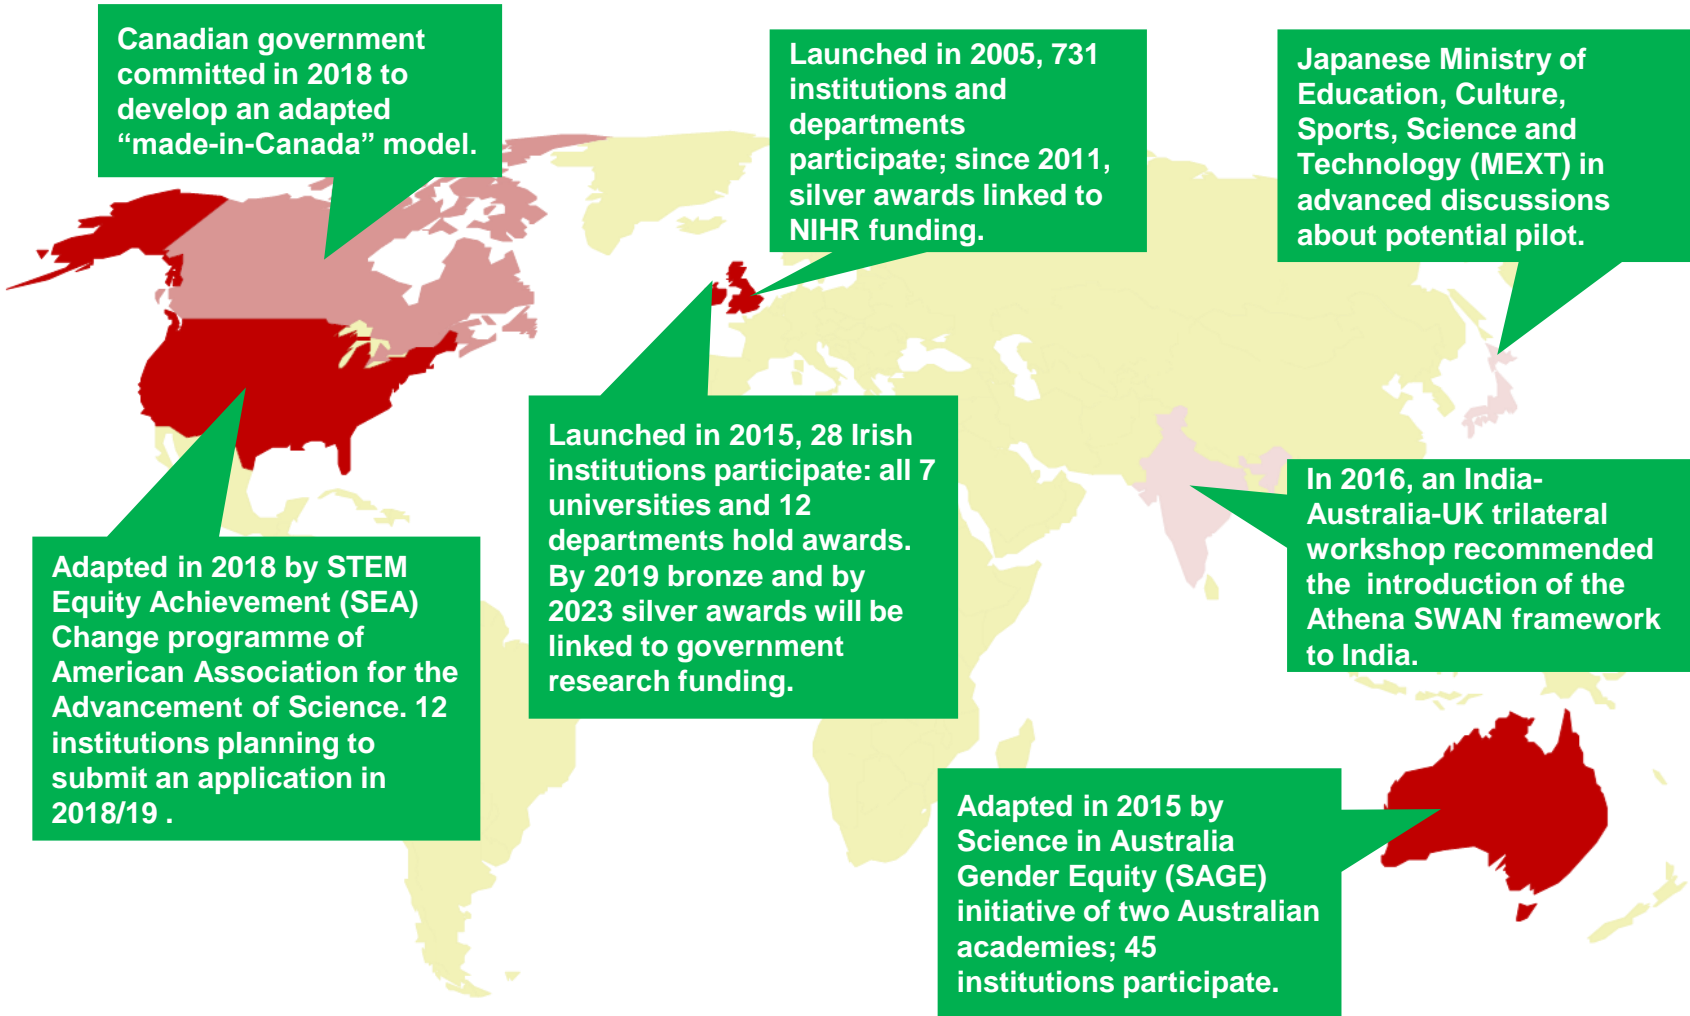 Canadian government
committed in 2018 to
develop an adapted
“made-in-Canada” model.
Launched in 2005, 731
institutions and
departments
participate; since 2011,
silver awards linked to
NIHR funding.
Japanese Ministry of
Education, Culture,
Sports, Science and
Technology (MEXT) in
advanced discussions
about potential pilot.
Launched in 2015, 28 Irish
institutions participate: all 7
universities and 12
departments hold awards.
By 2019 bronze and by
2023 silver awards will be
linked to government
research funding.
In 2016, an India-
Australia-UK trilateral
workshop recommended
the introduction of the
Athena SWAN framework
to India.
Adapted in 2018 by STEM
Equity Achievement (SEA)
Change programme of
American Association for the
Advancement of Science. 12
institutions planning to
submit an application in
2018/19 .
Adapted in 2015 by
Science in Australia
Gender Equity (SAGE)
initiative of two Australian
academies; 45
institutions participate.